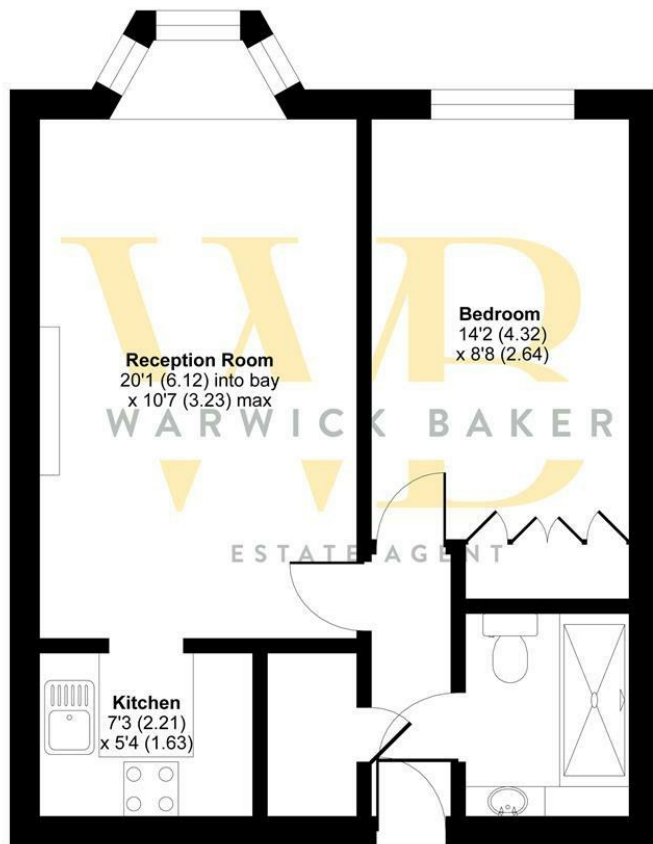 Bedroom
14'2 (4.32)
x 8'8 (2.64)
Reception Room
20'1 (6.12) into bay
x 10'7 (3.23) max
WB
WARWICK BAKER
ESTATE AGENT
Kitchen
7'3 (2.21)
x 5'4 (1.63)